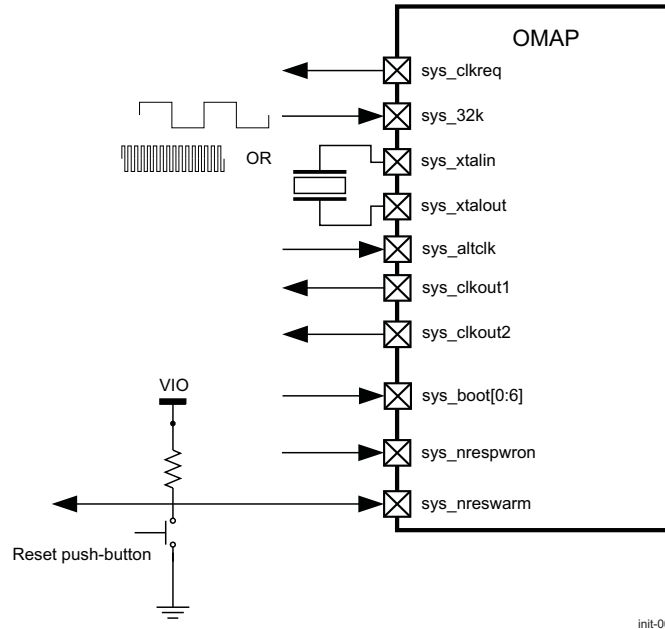 OMAP
sys_clkreq
sys_32k
OR
sys_xtalin
sys_xtalout
sys_altclk
sys_clkout1
sys_clkout2
VIO
sys_boot[0:6]
sys_nrespwron
sys_nreswarm
Reset push-button